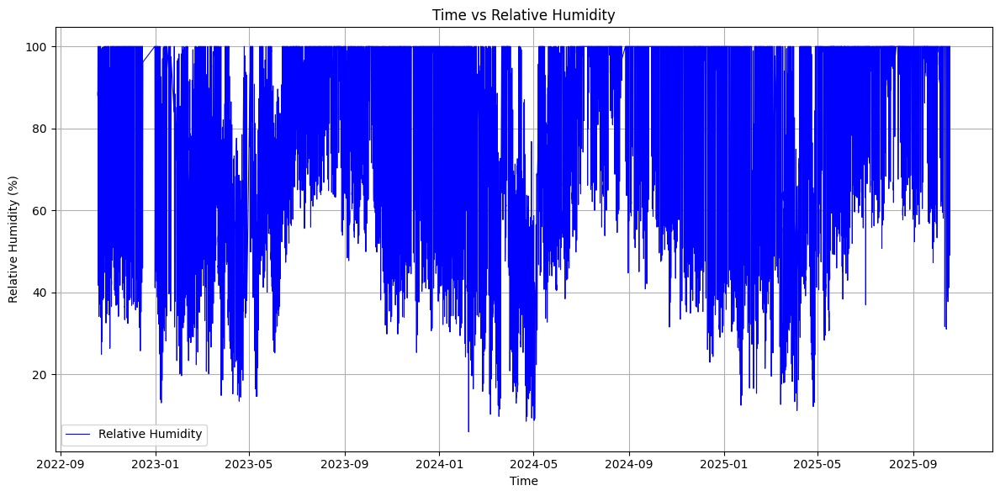 Time vs Relative Humidity
Relative Humidity (%)
100
80
60
40
20
Relative Humidity
2022-09 2023-01 2023-05 2023-09 2024-01 2024-05 2024-09 2025-01 2025-05 2025-09
Time